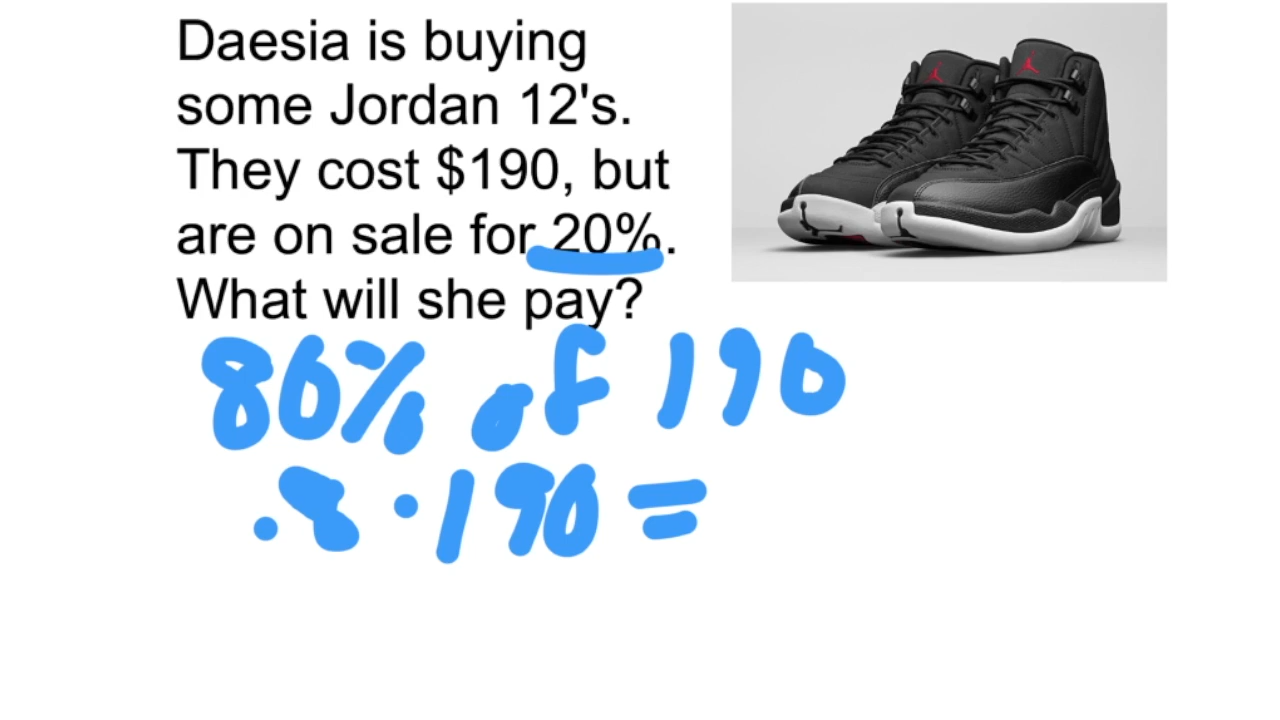 Daesia is buying
some Jordan 12's.
They cost $190, but
are on sale for 20%.
What will she pay?
80% of 190
.8 · 190 =